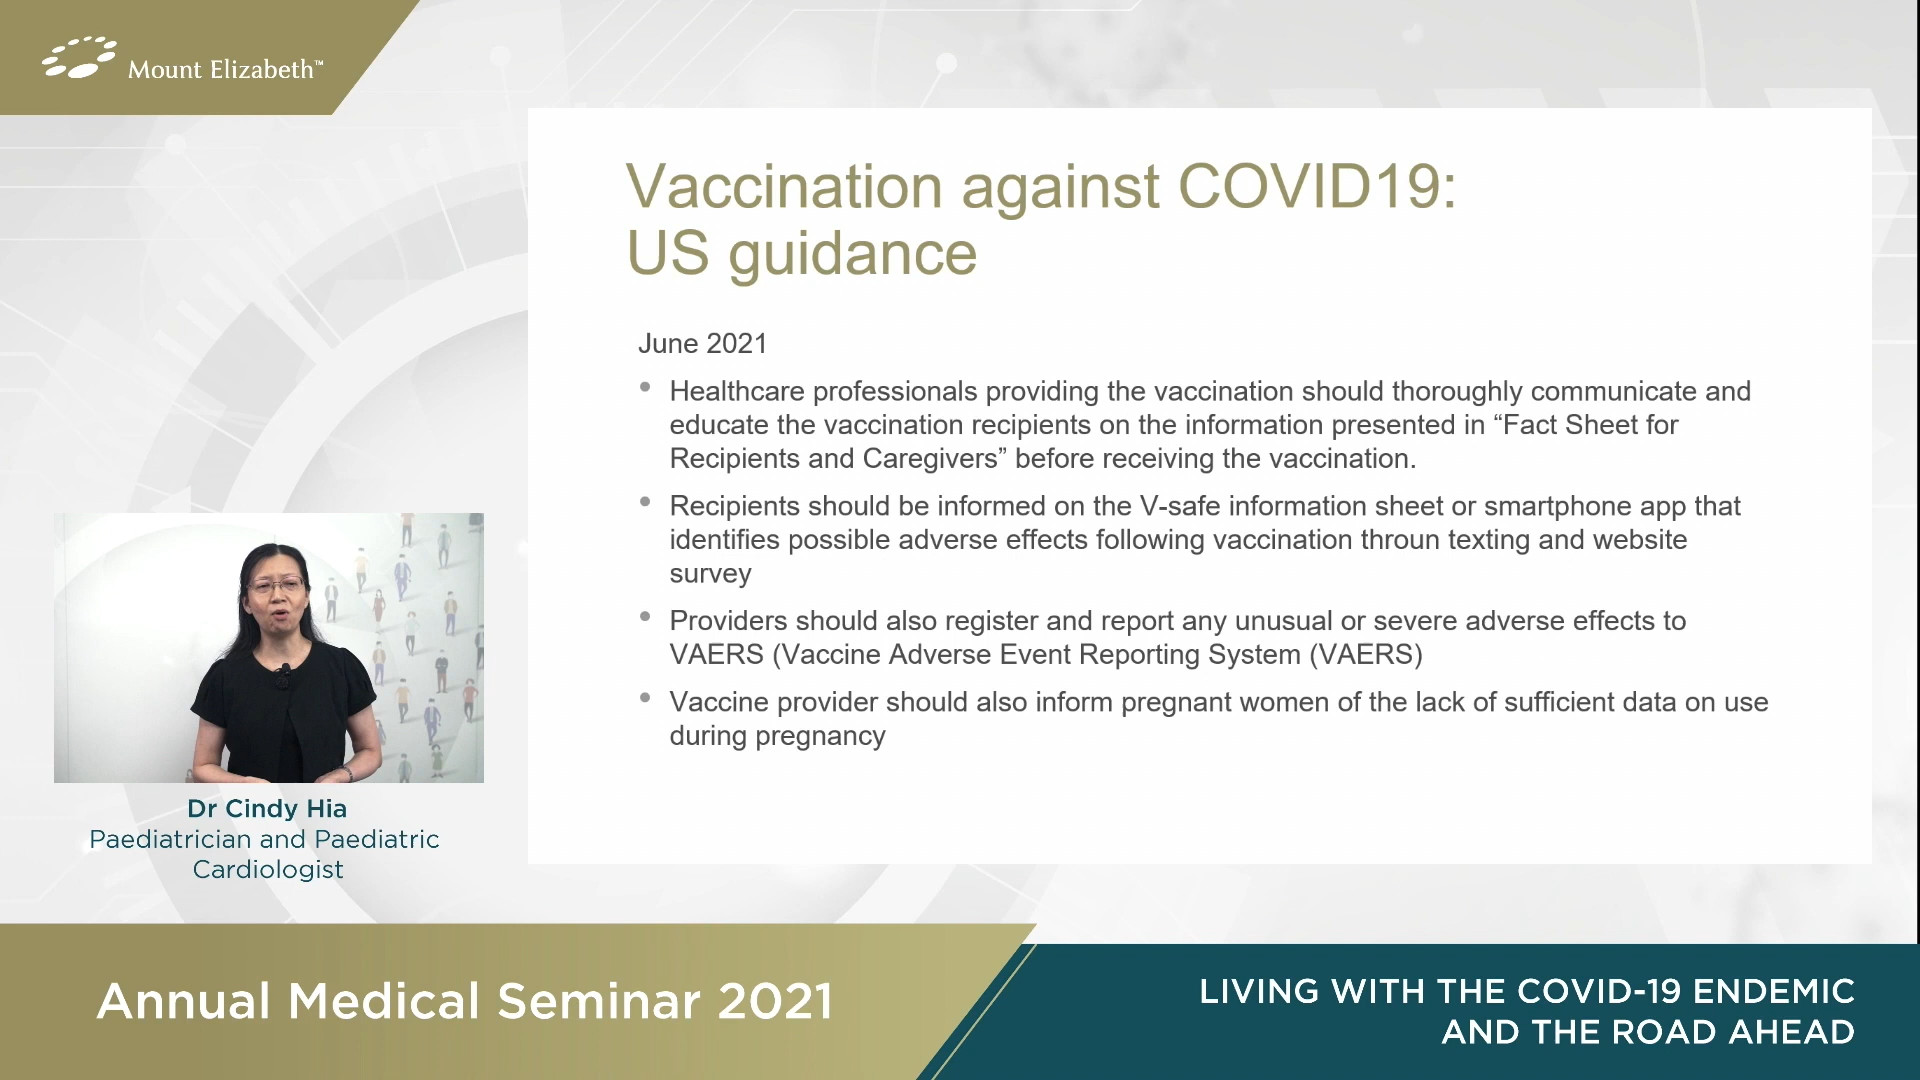 Mount Elizabeth™
Vaccination against COVID19:
US guidance
June 2021
• Healthcare professionals providing the vaccination should thoroughly communicate and
educate the vaccination recipients on the information presented in “Fact Sheet for
Recipients and Caregivers” before receiving the vaccination.
• Recipients should be informed on the V-safe information sheet or smartphone app that
identifies possible adverse effects following vaccination throun texting and website
survey
• Providers should also register and report any unusual or severe adverse effects to
VAERS (Vaccine Adverse Event Reporting System (VAERS)
• Vaccine provider should also inform pregnant women of the lack of sufficient data on use
during pregnancy
Dr Cindy Hia
Paediatrician and Paediatric
Cardiologist
Annual Medical Seminar 2021
LIVING WITH THE COVID-19 ENDEMIC
AND THE ROAD AHEAD